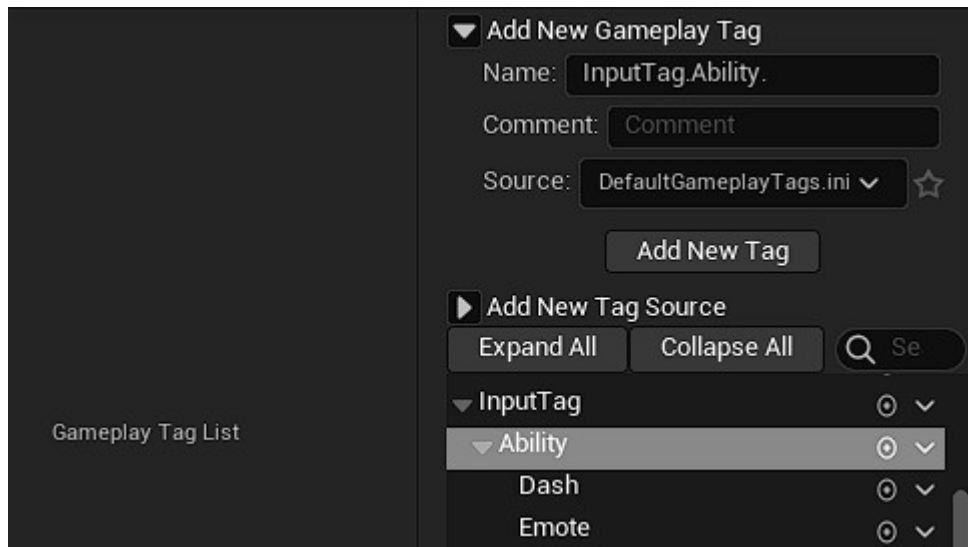 Add New Gameplay Tag
Name: InputTag.Ability.
Comment: Comment
Source: DefaultGameplayTags.ini
Add New Tag
Add New Tag Source
Expand All Collapse All Se
InputTag
Gameplay Tag List
Ability
Dash
Emote